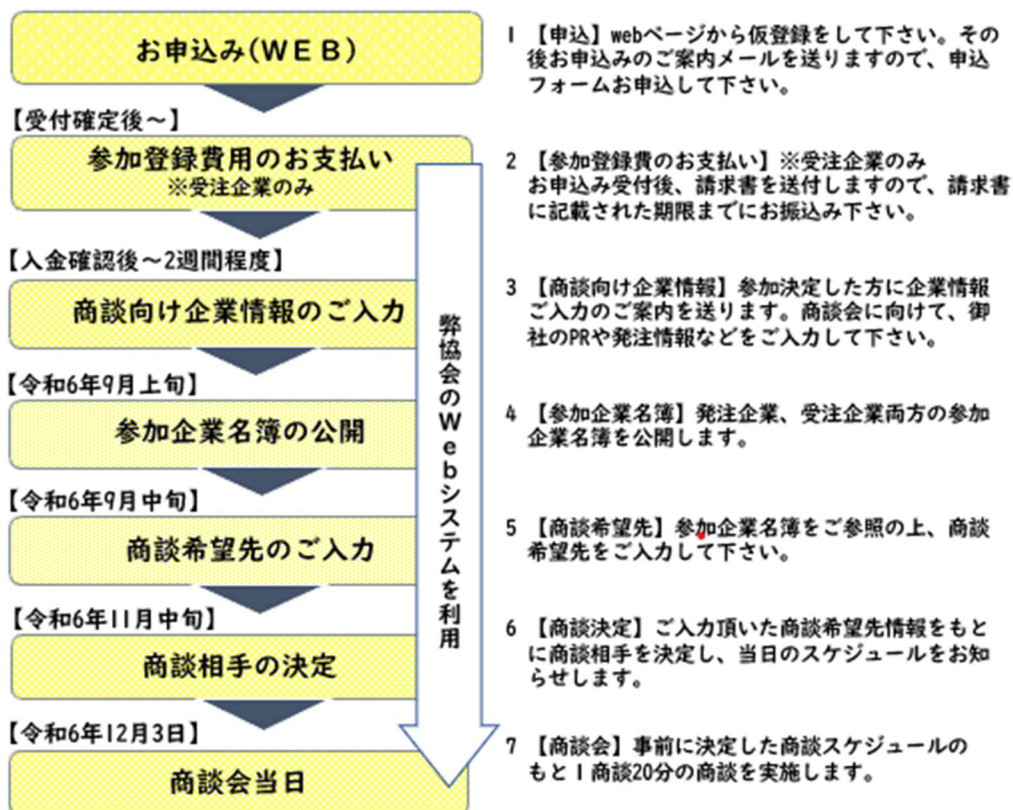 お申込み(WEB)
【受付確定後～】
参加登録費用のお支払い
※受注企業のみ
【入金確認後～2週間程度】
商談向け企業情報のご入力
【令和6年9月上旬】
参加企業名簿の公開
【令和6年9月中旬】
商談希望先のご入力
【令和6年11月中旬】
商談相手の決定
【令和6年12月3日】
商談会当日
弊協会のWebシステムを利用
1 【申込】webページから仮登録をして下さい。その
後お申込みのご案内メールを送りますので、申込
フォームお申込して下さい。
2 【参加登録費のお支払い】※受注企業のみ
お申込み受付後、請求書を送付しますので、請求書
に記載された期限までにお振込み下さい。
3 【商談向け企業情報】参加決定した方に企業情報
ご入力のご案内を送ります。商談会に向けて、御
社のPRや発注情報などをご入力して下さい。
4 【参加企業名簿】発注企業、受注企業両方の参加
企業名簿を公開します。
5 【商談希望先】参加企業名簿をご参照の上、商談
希望先をご入力して下さい。
6 【商談決定】ご入力頂いた商談希望先情報をもと
に商談相手を決定し、当日のスケジュールをお知
らせします。
7 【商談会】事前に決定した商談スケジュールの
もと1商談20分の商談を実施します。